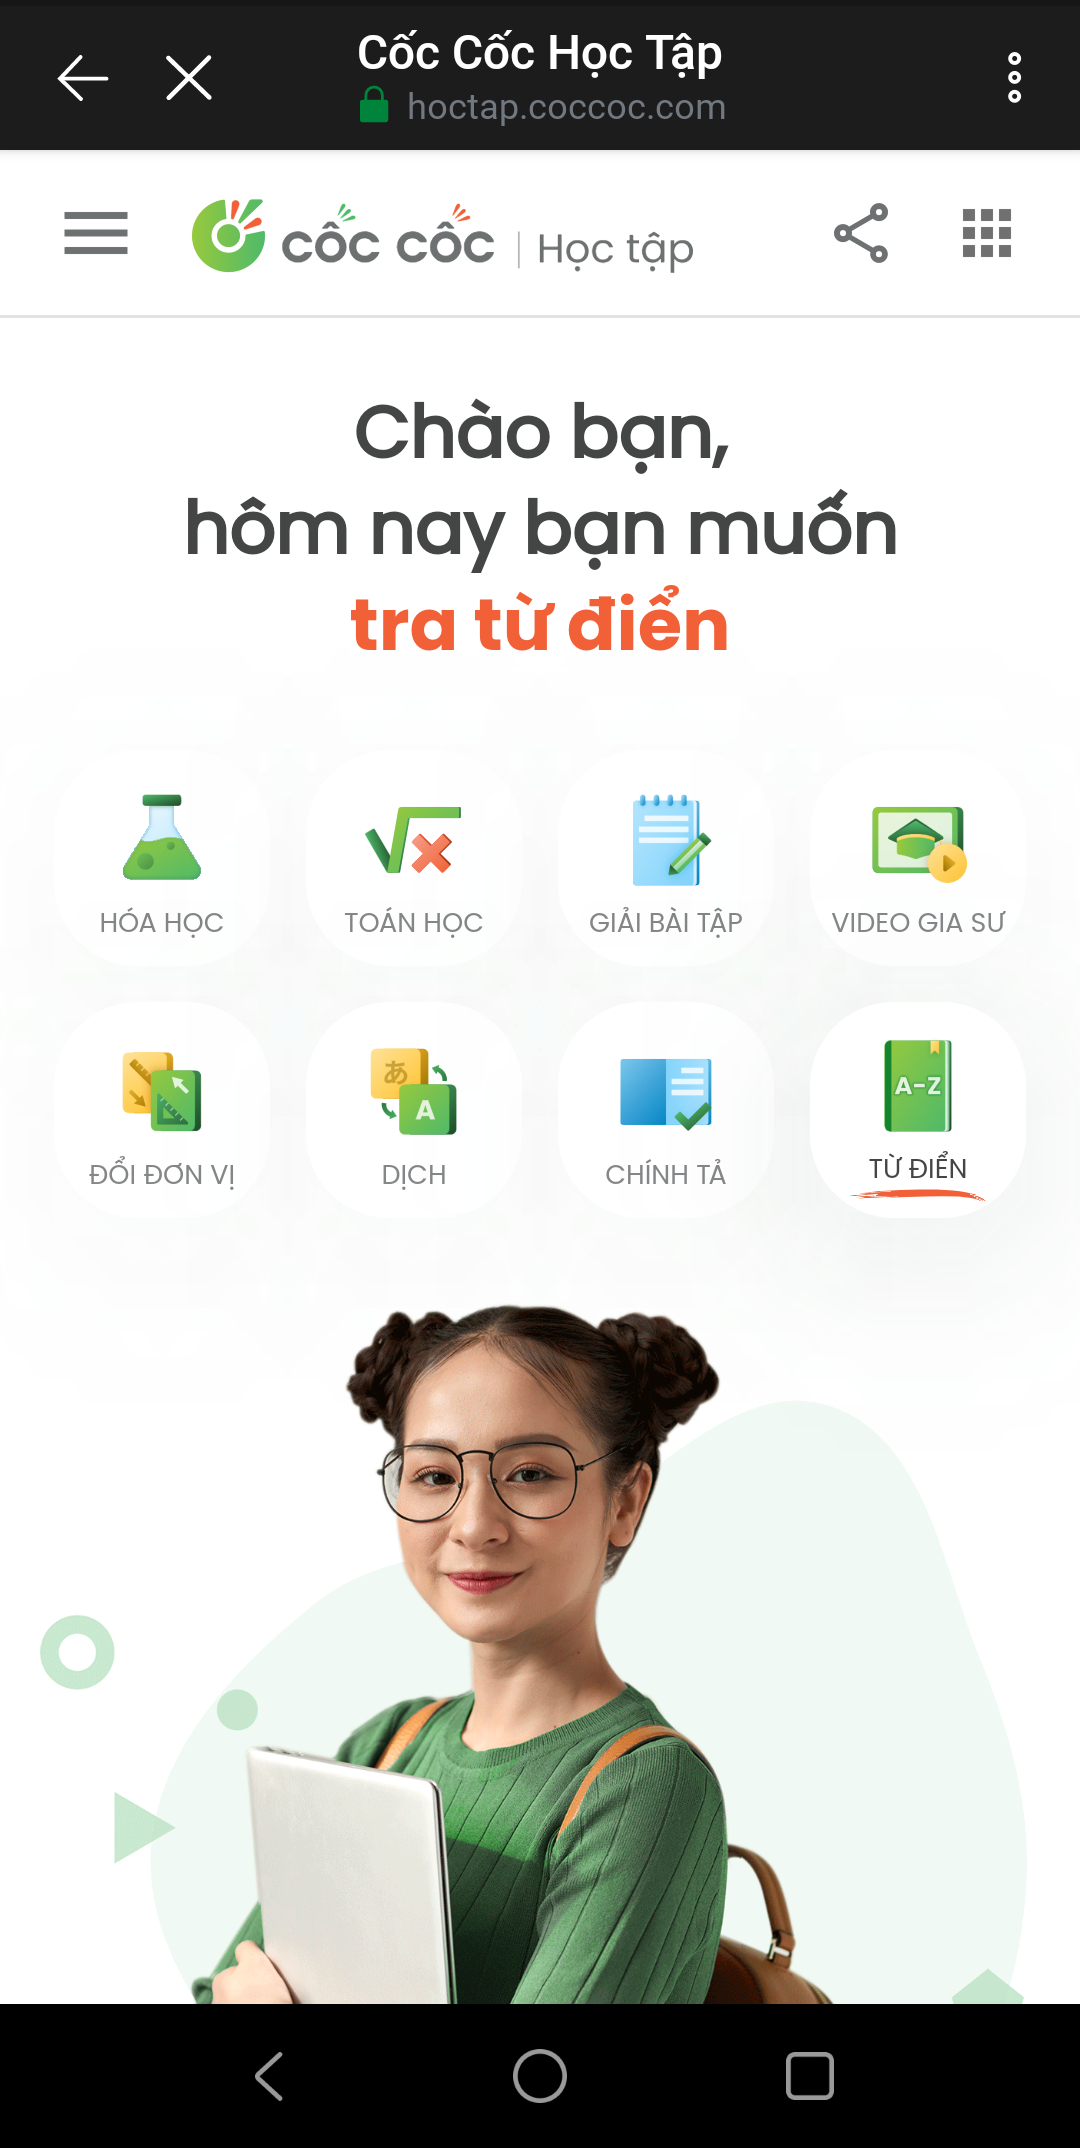 Cốc Cốc Học Tập
hoctap.coccoc.com
cốc cốc | Học tập
Chào bạn,
hôm nay bạn muốn
tra từ điển
HÓA HỌC
TOÁN HỌC
GIẢI BÀI TẬP
VIDEO GIA SƯ
ĐỔI ĐƠN VỊ
あ
A
DỊCH
CHÍNH TẢ
A-Z
TỪ ĐIỂN